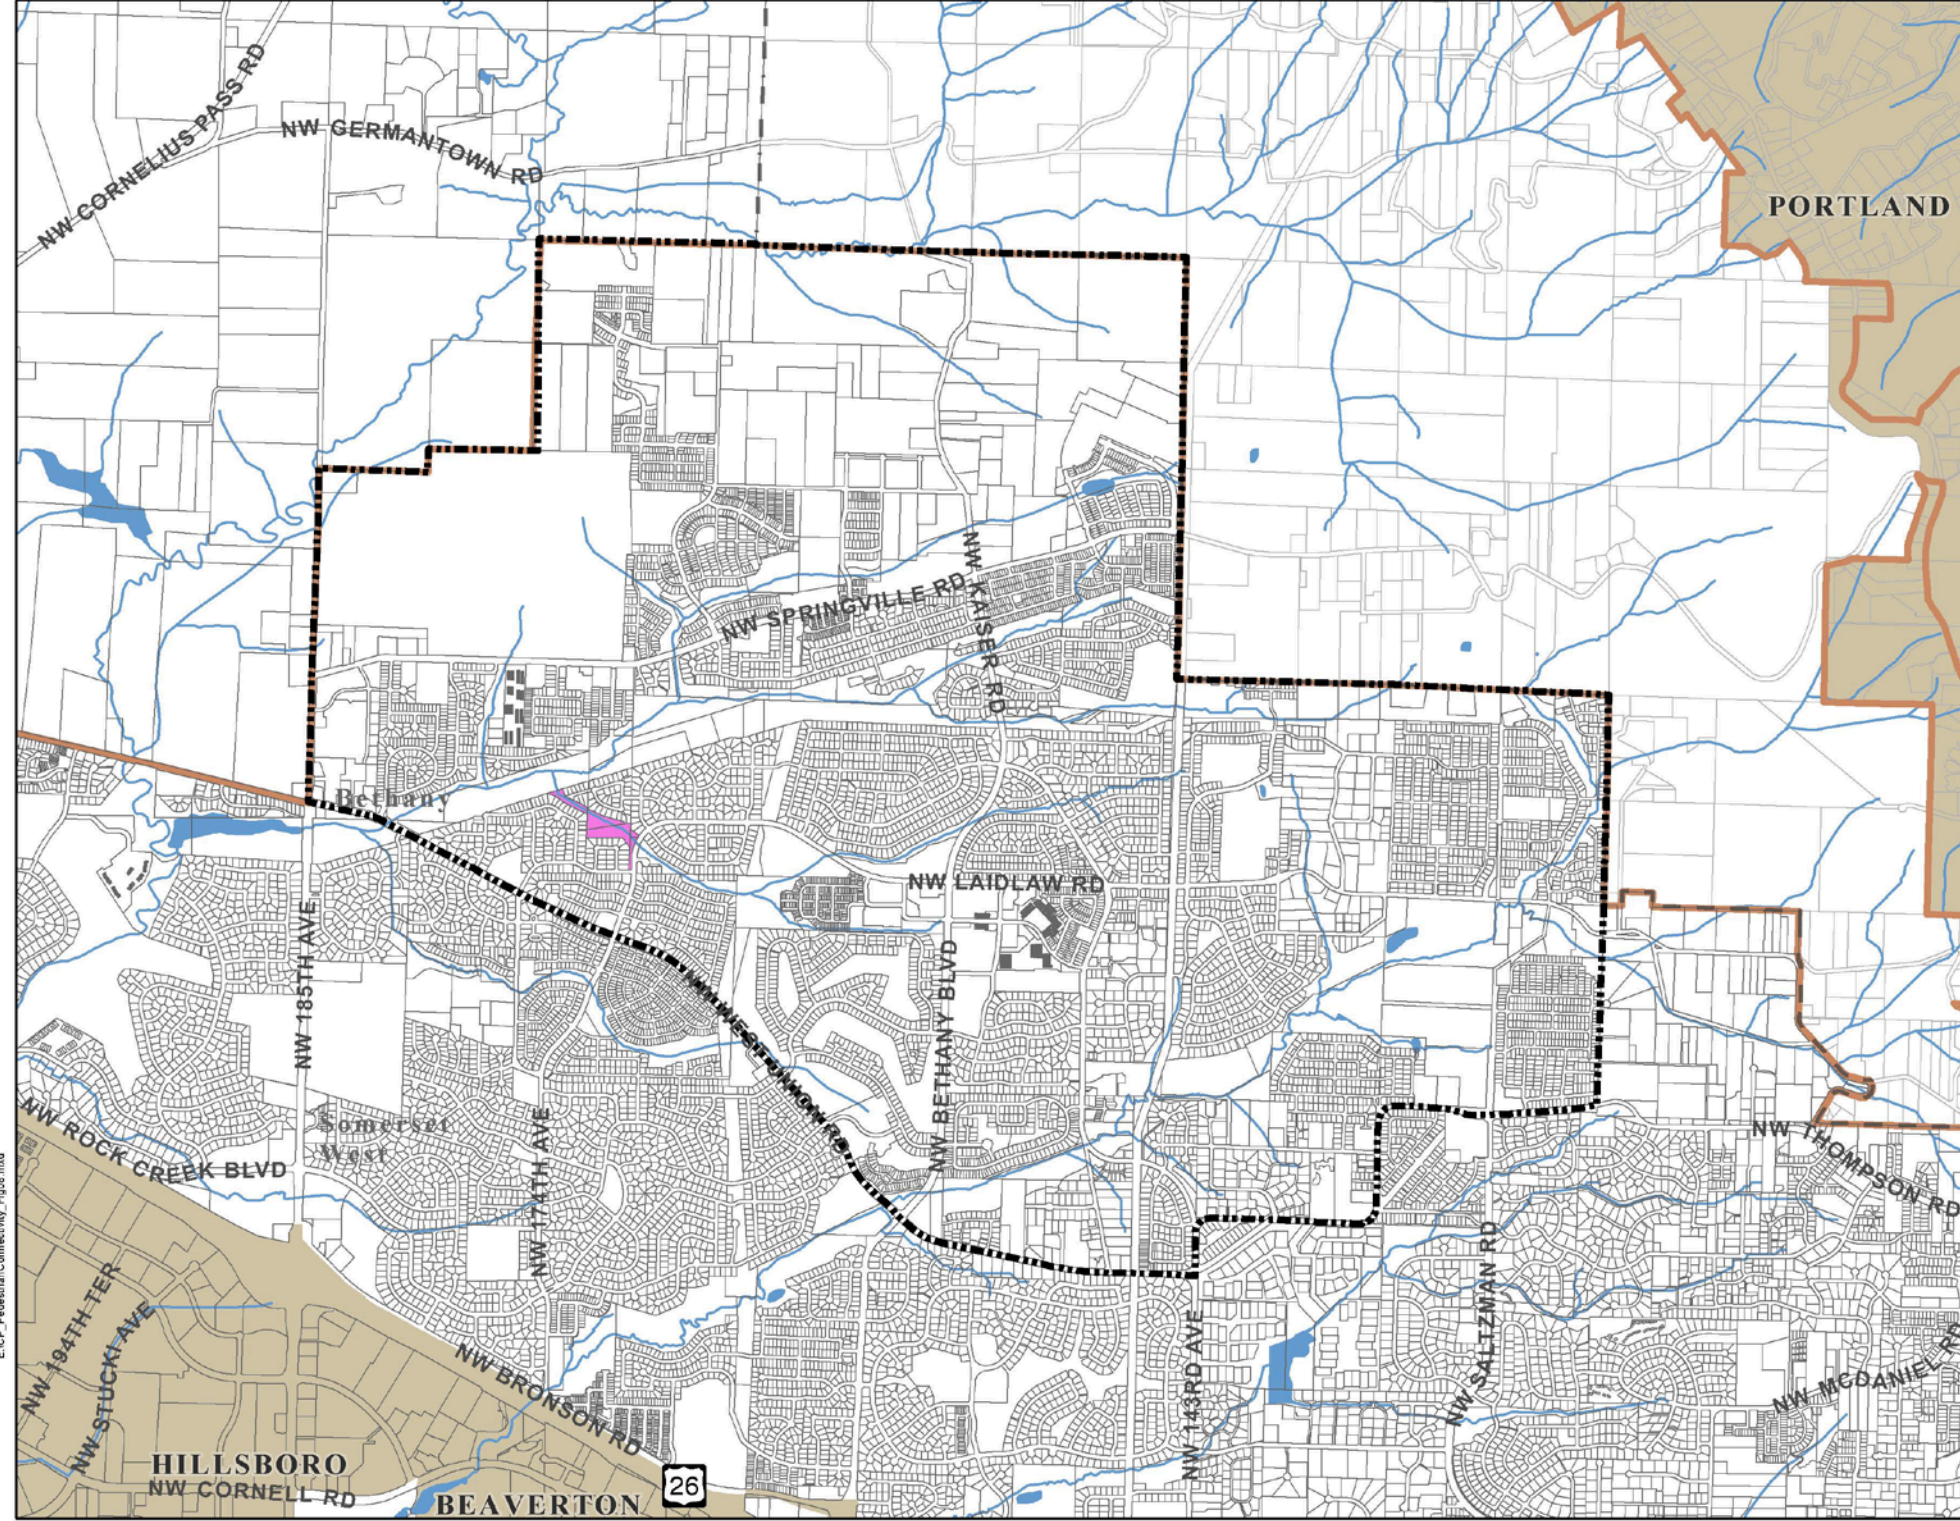 NW CORNELIUS PASS RD
NW GERMANTOWN RD
PORTLAND
NW KAISER RD
NW SPRINGVILLE RD
Bethany
NW LAIDLAW RD
NW 185TH AVE
NW BETHANY BLVD
NW WEST UNION RD
Somerset
West
NW ROCK CREEK BLVD
NW 174TH AVE
NW THOMPSON RD
NW 194TH TER
NW STUCKI AVE
NW BRONSON RD
NW 143RD AVE
NW SALTZMAN RD
NW MCDANIEL RD
HILLSBORO
NW CORNELL RD
BEAVERTON
26